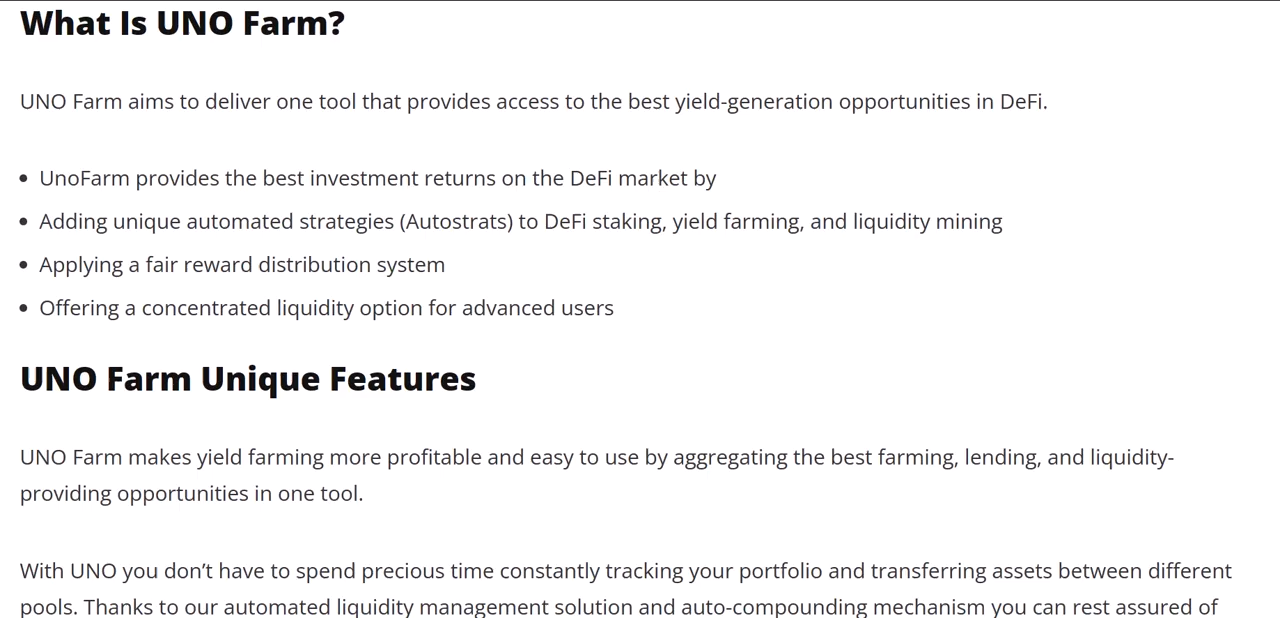 What Is UNO Farm?
UNO Farm aims to deliver one tool that provides access to the best yield-generation opportunities in DeFi.
• UnoFarm provides the best investment returns on the DeFi market by
• Adding unique automated strategies (Autostrats) to DeFi staking, yield farming, and liquidity mining
• Applying a fair reward distribution system
• Offering a concentrated liquidity option for advanced users
UNO Farm Unique Features
UNO Farm makes yield farming more profitable and easy to use by aggregating the best farming, lending, and liquidity-
providing opportunities in one tool.
With UNO you don’t have to spend precious time constantly tracking your portfolio and transferring assets between different
pools. Thanks to our automated liquidity management solution and auto-compounding mechanism you can rest assured of